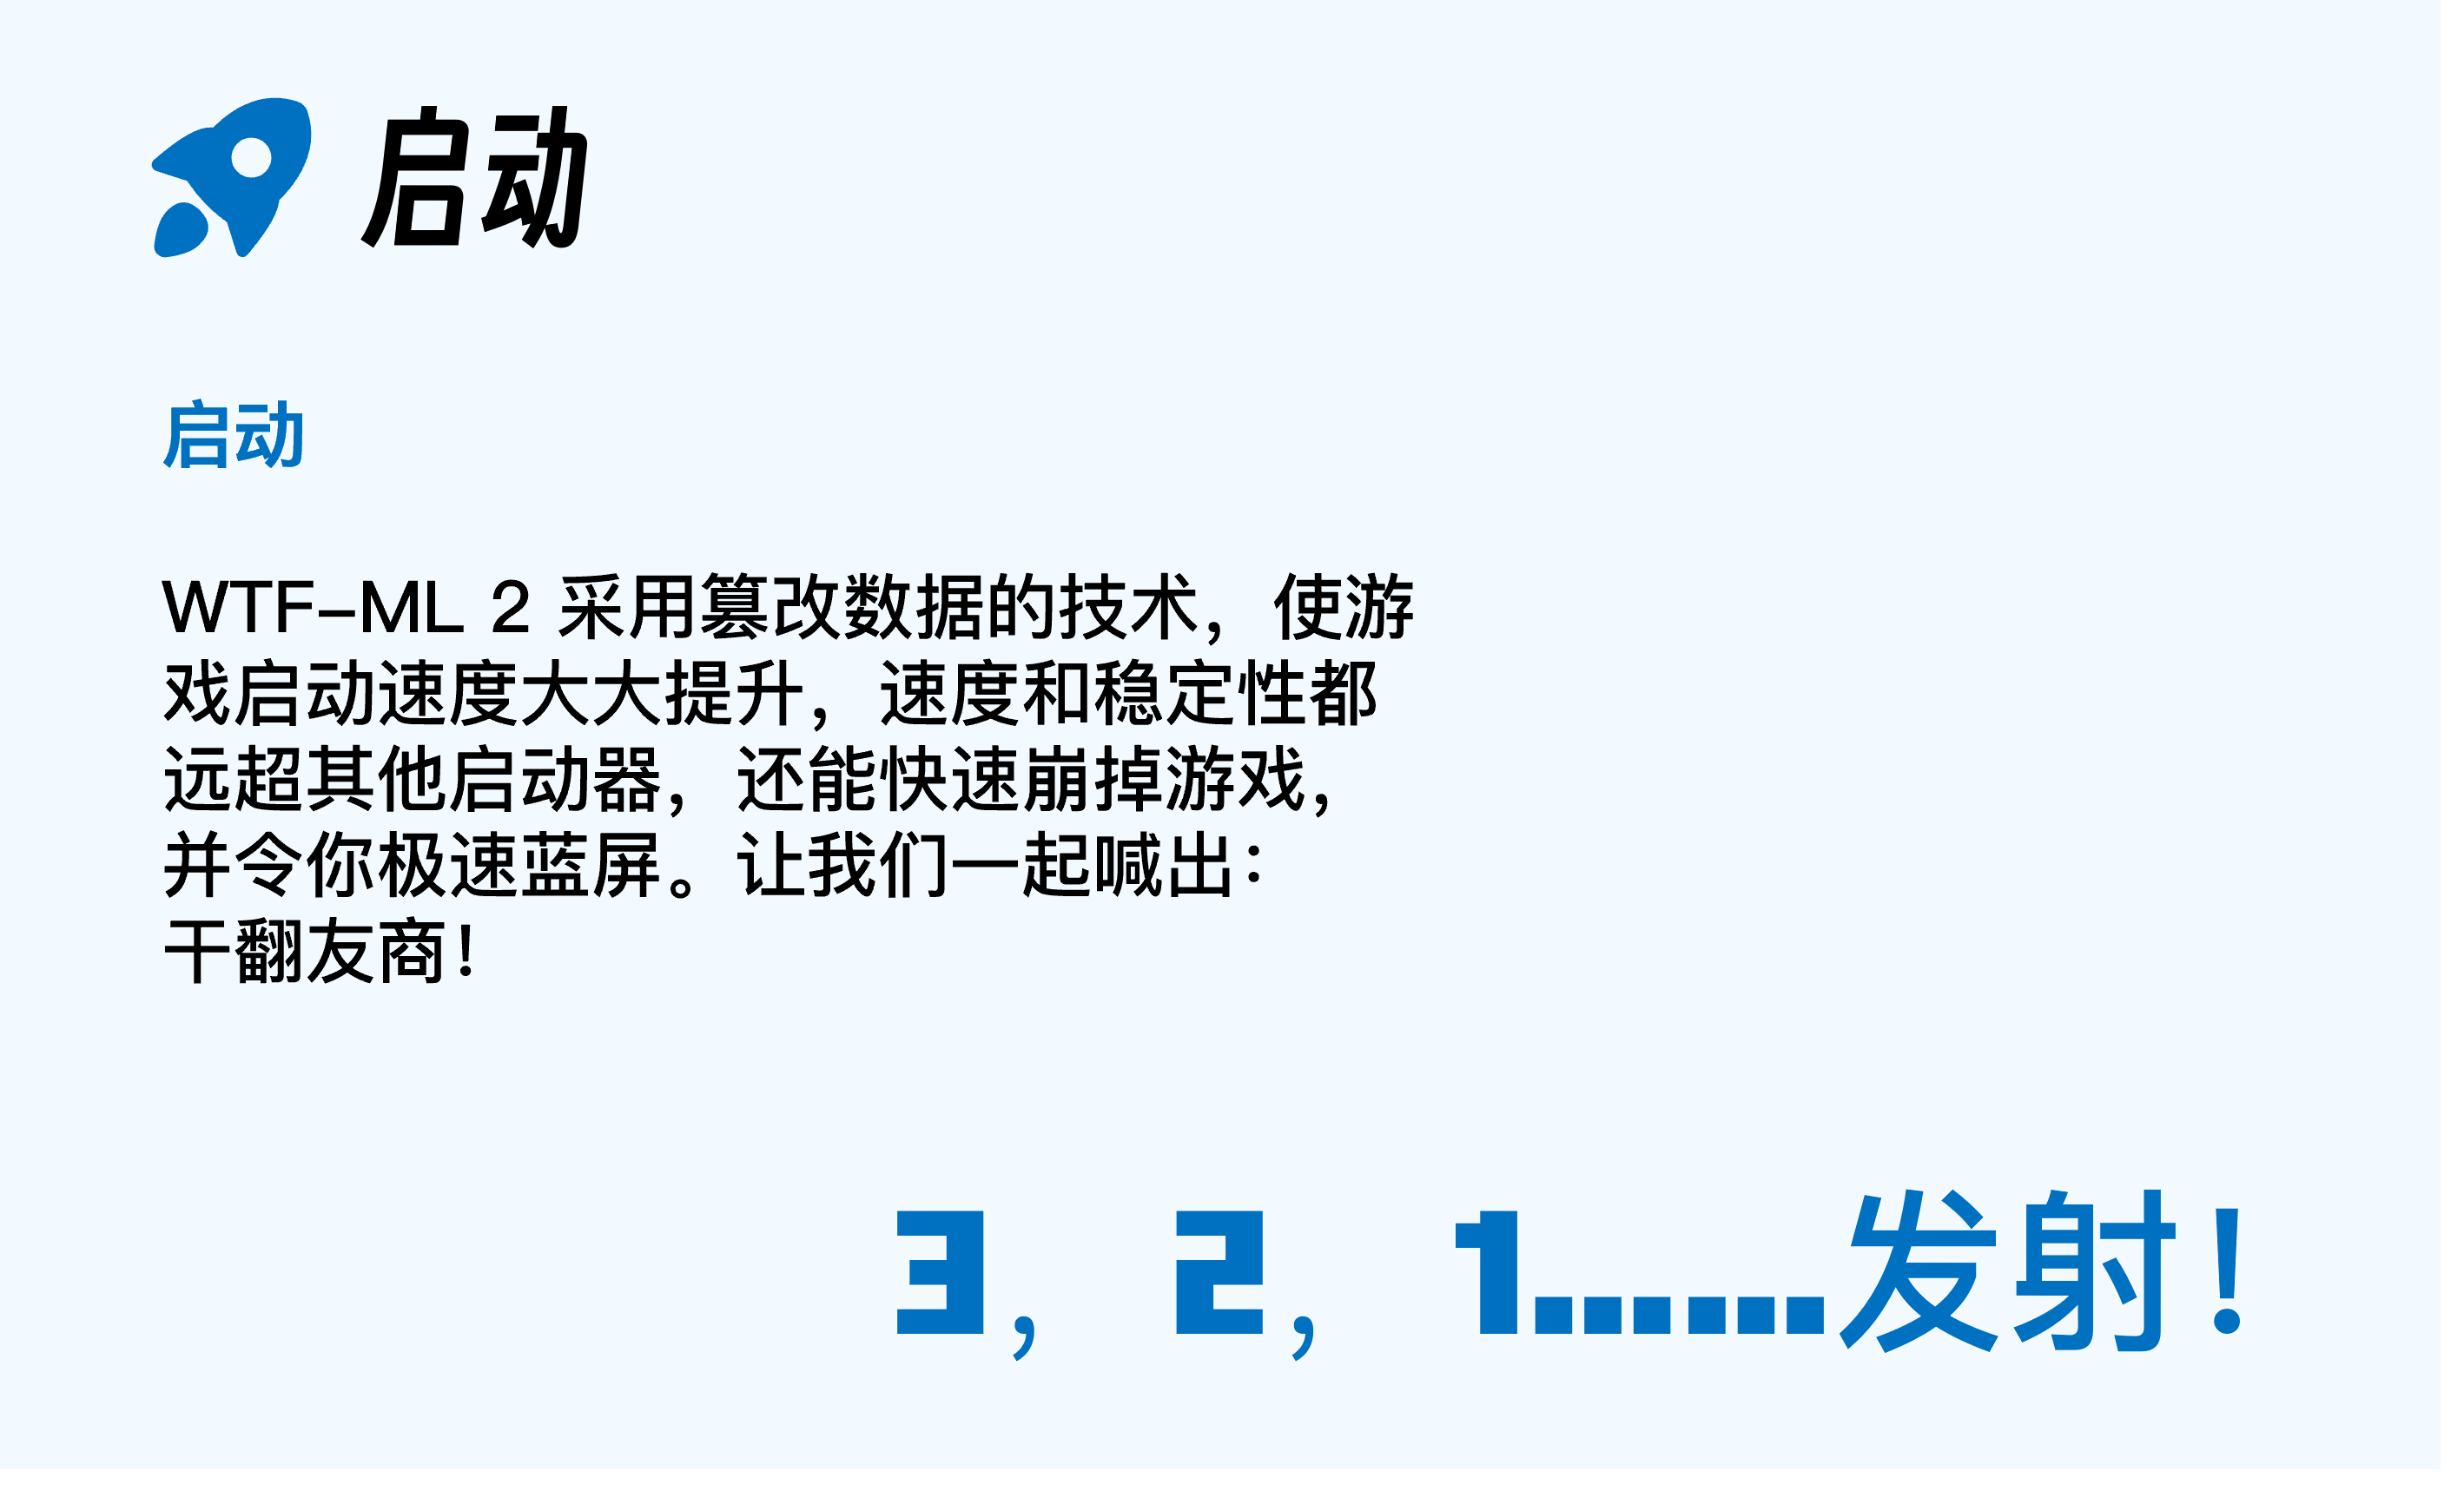 启动
启动
WTF-ML 2 采用篡改数据的技术，使游
戏启动速度大大提升，速度和稳定性都
远超其他启动器，还能快速崩掉游戏，
并令你极速蓝屏。让我们一起喊出：
干翻友商！
3，2，1……发射！